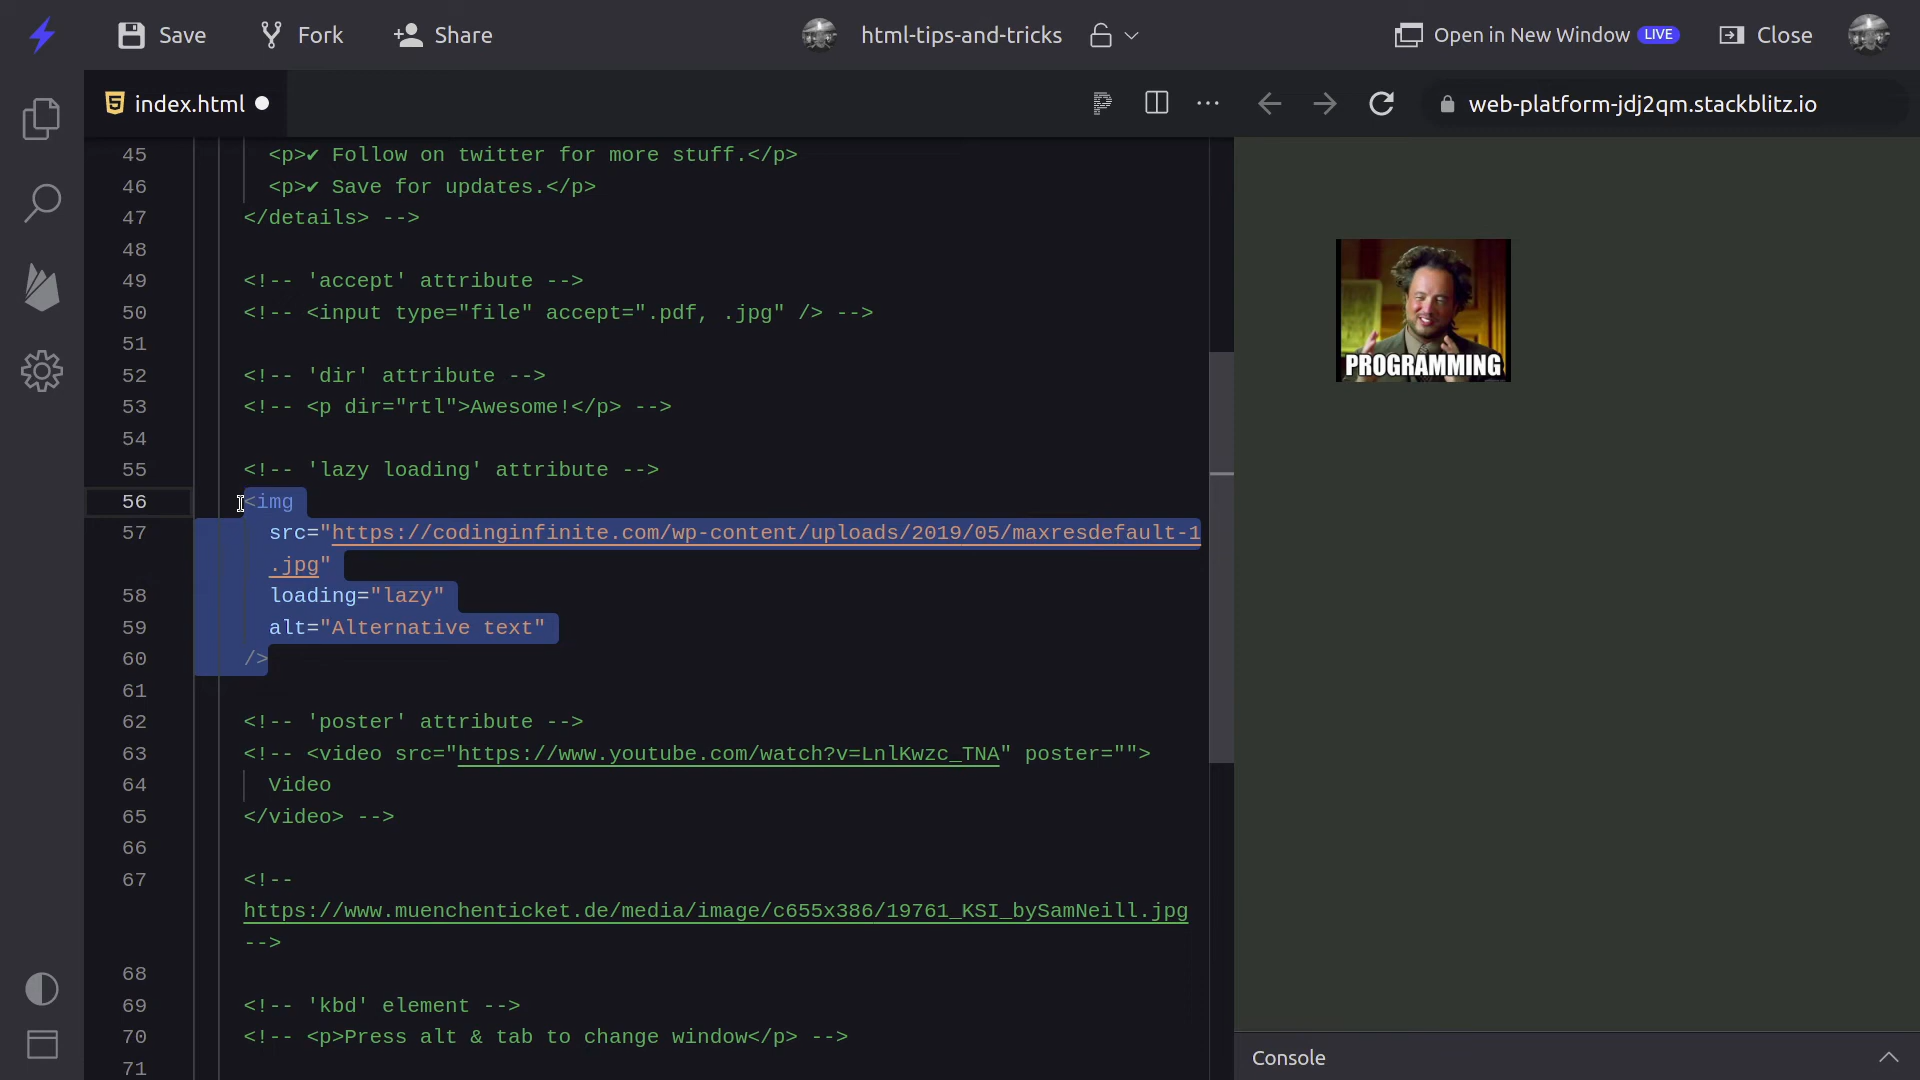 Save
Fork
Share
html-tips-and-tricks
Open in New Window LIVE
Close
index.html
web-platform-jdj2qm.stackblitz.io
45 <p>✔ Follow on twitter for more stuff.</p>
46 <p>✔ Save for updates.</p>
47 </details> -->
48
49 <!-- 'accept' attribute -->
50 <!-- <input type="file" accept=".pdf, .jpg" /> -->
51
52 <!-- 'dir' attribute -->
53 <!-- <p dir="rtl">Awesome!</p> -->
54
55 <!-- 'lazy loading' attribute -->
56 <img
57 src="https://codinginfinite.com/wp-content/uploads/2019/05/maxresdefault-1
.jpg"
58 loading="lazy"
59 alt="Alternative text"
60 />
61
62 <!-- 'poster' attribute -->
63 <!-- <video src="https://www.youtube.com/watch?v=LnlKwzc_TNA" poster="">
64 Video
65 </video> -->
66
67 <!--
https://www.muenchenticket.de/media/image/c655x386/19761_KSI_bySamNeill.jpg
-->
68
69 <!-- 'kbd' element -->
70 <!-- <p>Press alt & tab to change window</p> -->
71
PROGRAMMING
Console